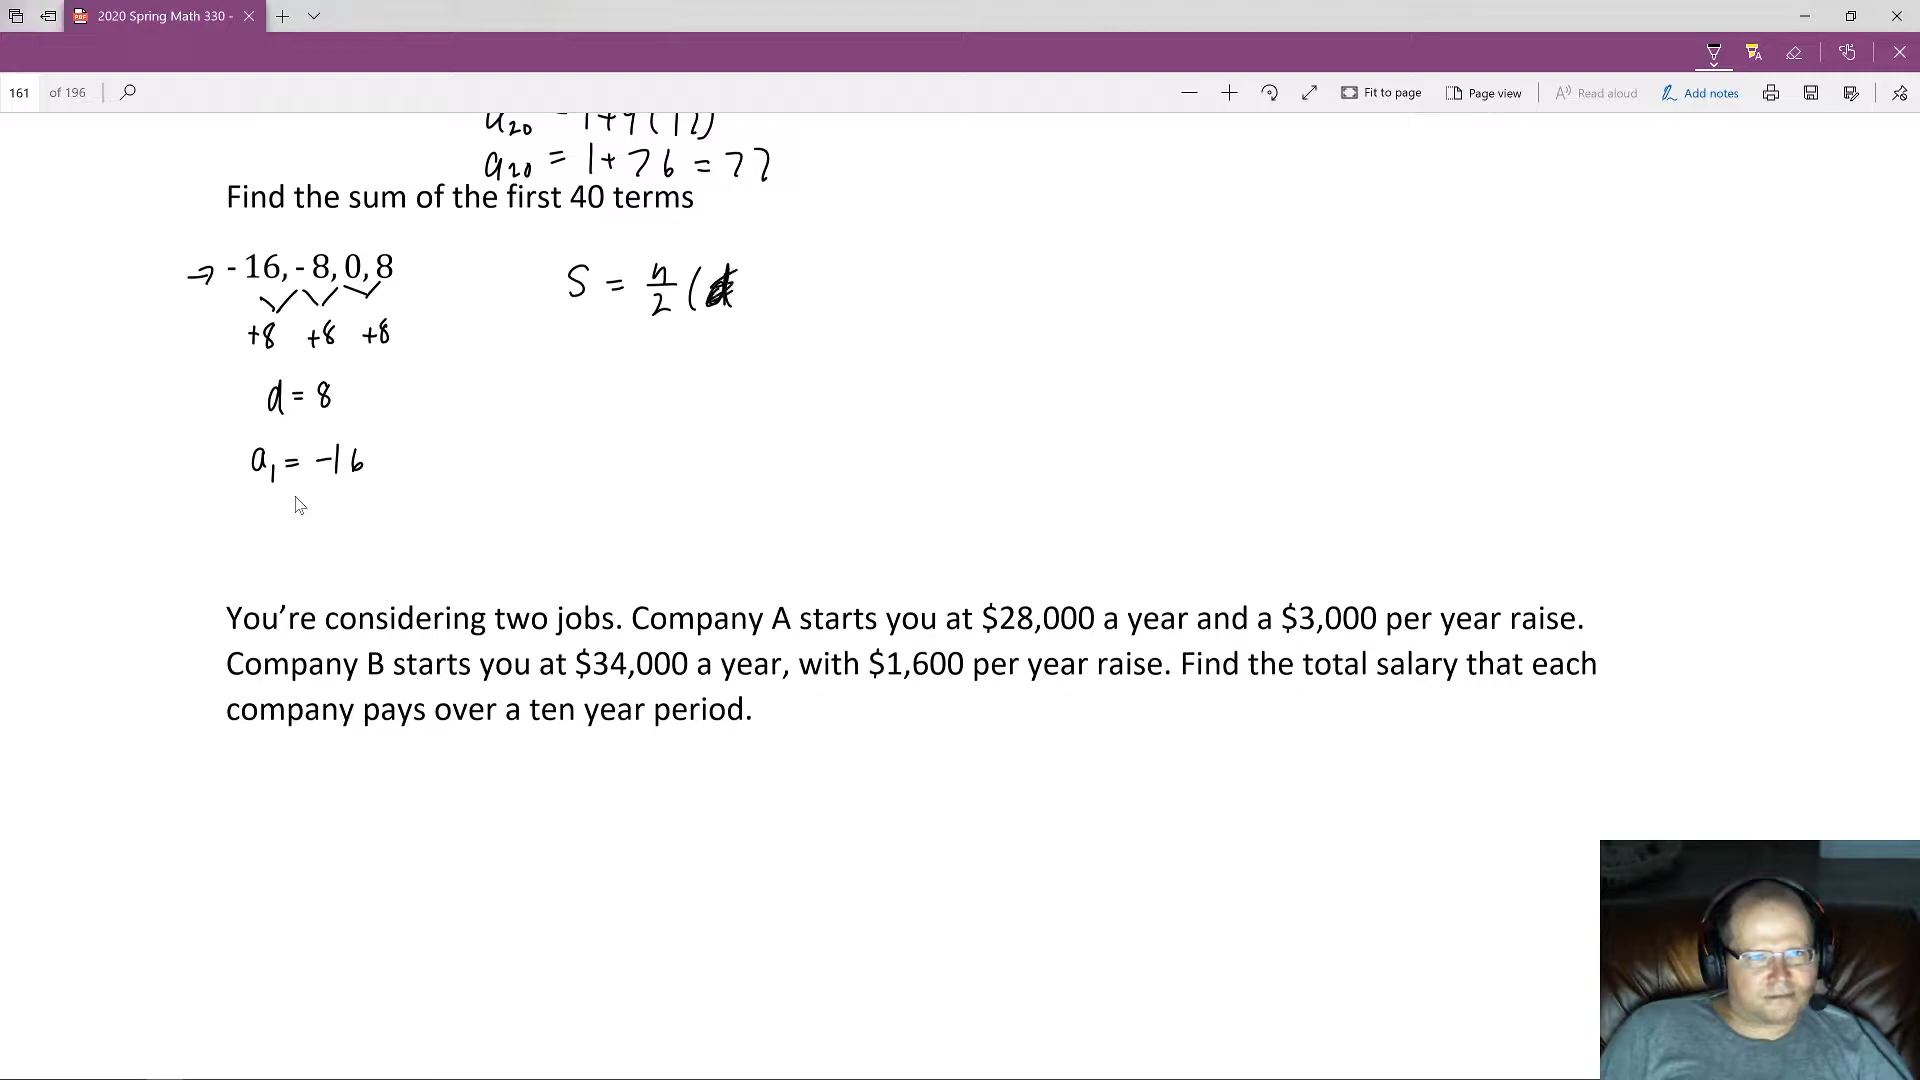 2020 Spring Math 330 -
161 of 196
Fit to page
Page view
Read aloud
Add notes
a20 = 1+76 = 77
Find the sum of the first 40 terms
→ - 16, - 8, 0, 8
S = n/2 (
+8 +8 +8
d = 8
a1 = -16
You’re considering two jobs. Company A starts you at $28,000 a year and a $3,000 per year raise.
Company B starts you at $34,000 a year, with $1,600 per year raise. Find the total salary that each
company pays over a ten year period.